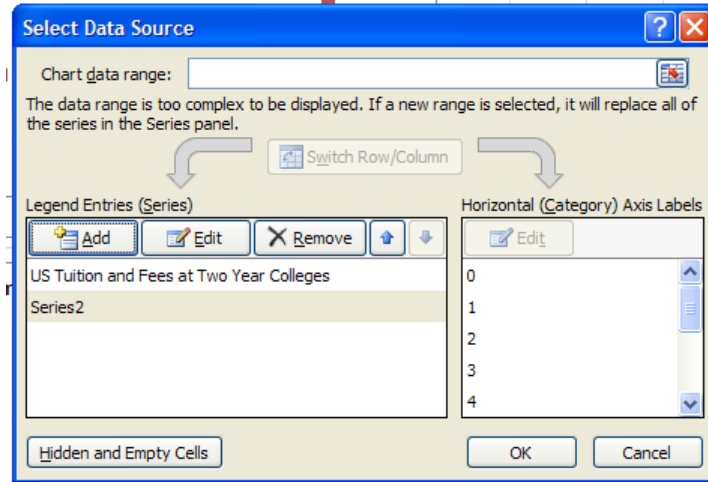 Select Data Source
Chart data range:
The data range is too complex to be displayed. If a new range is selected, it will replace all of
the series in the Series panel.
Switch Row/Column
Legend Entries (Series)
Horizontal (Category) Axis Labels
Add
Edit
Remove
Edit
US Tuition and Fees at Two Year Colleges
Series2
0
1
2
3
4
Hidden and Empty Cells
OK
Cancel